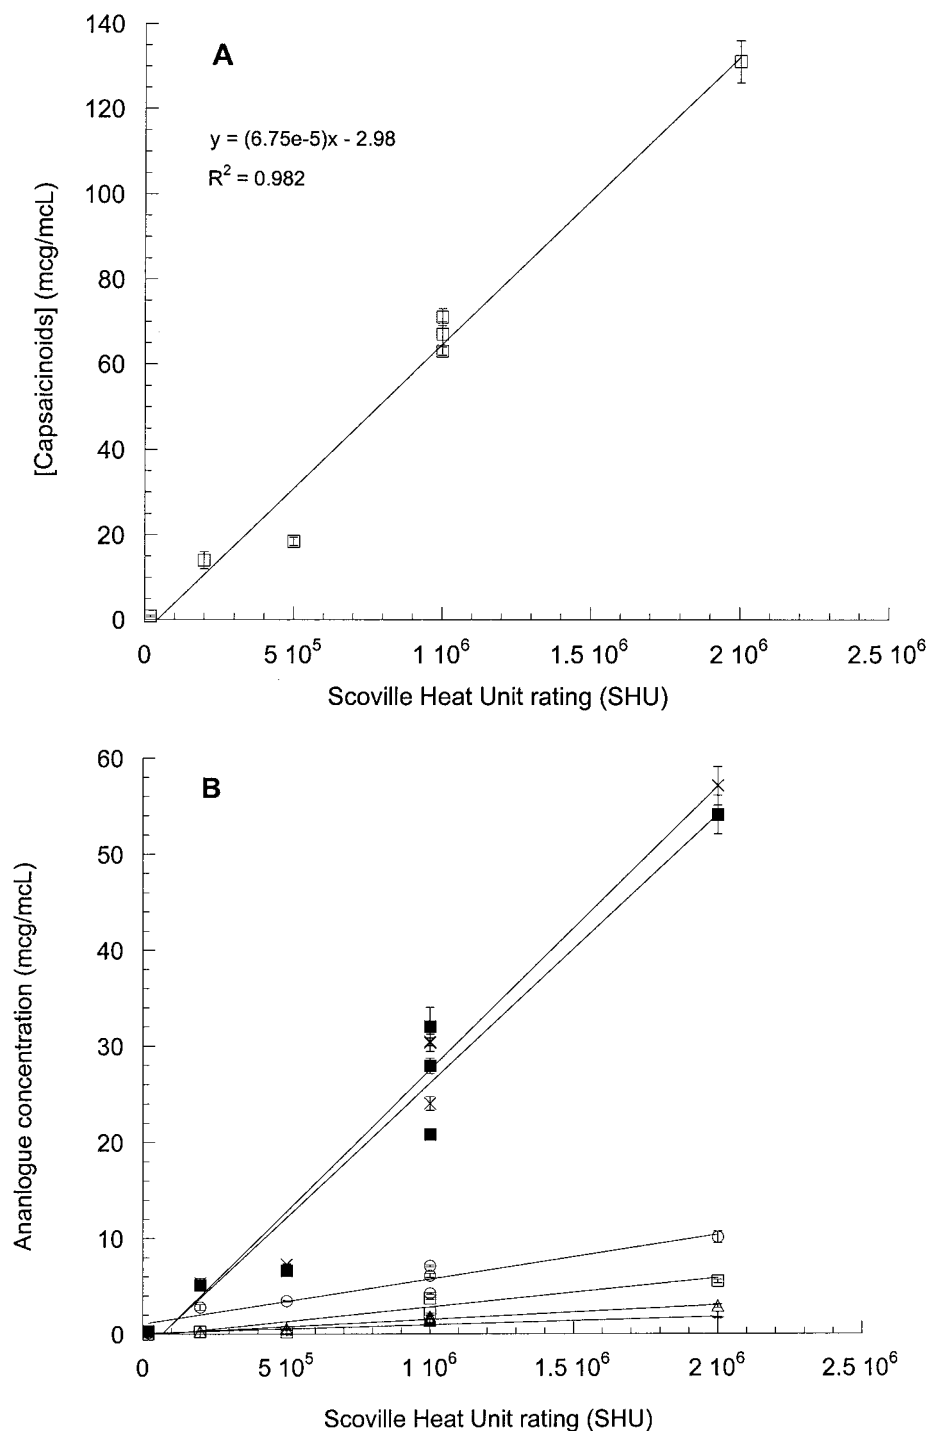 140
A
120
y = (6.75e-5)x - 2.98
R² = 0.982
100
80
60
40
20
0
[Capsaicinoids] (mcg/mcL)
0 5 10⁵ 1 10⁶ 1.5 10⁶ 2 10⁶ 2.5 10⁶
Scoville Heat Unit rating (SHU)
60
B
50
40
30
20
10
0
Ananlogue concentration (mcg/mcL)
0 5 10⁵ 1 10⁶ 1.5 10⁶ 2 10⁶ 2.5 10⁶
Scoville Heat Unit rating (SHU)